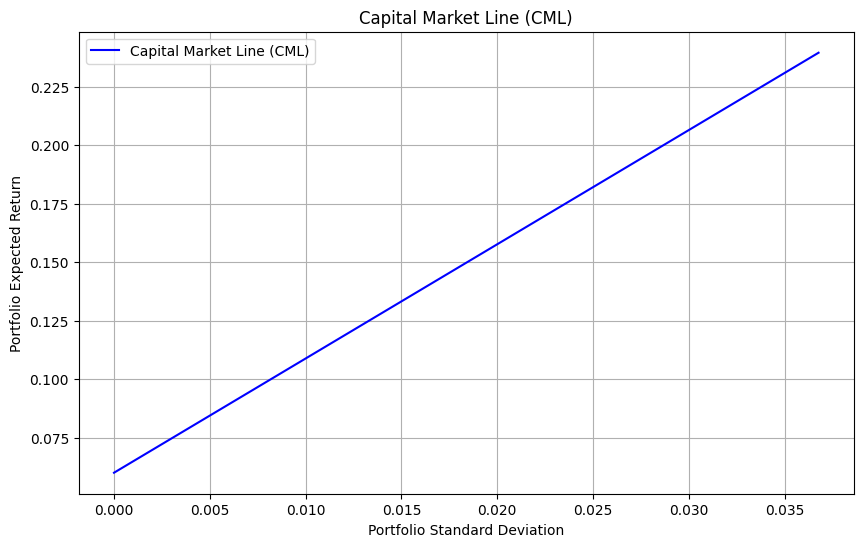 Capital Market Line (CML)
Capital Market Line (CML)
0.225
0.200
0.175
0.150
0.125
0.100
0.075
Portfolio Expected Return
0.000 0.005 0.010 0.015 0.020 0.025 0.030 0.035
Portfolio Standard Deviation